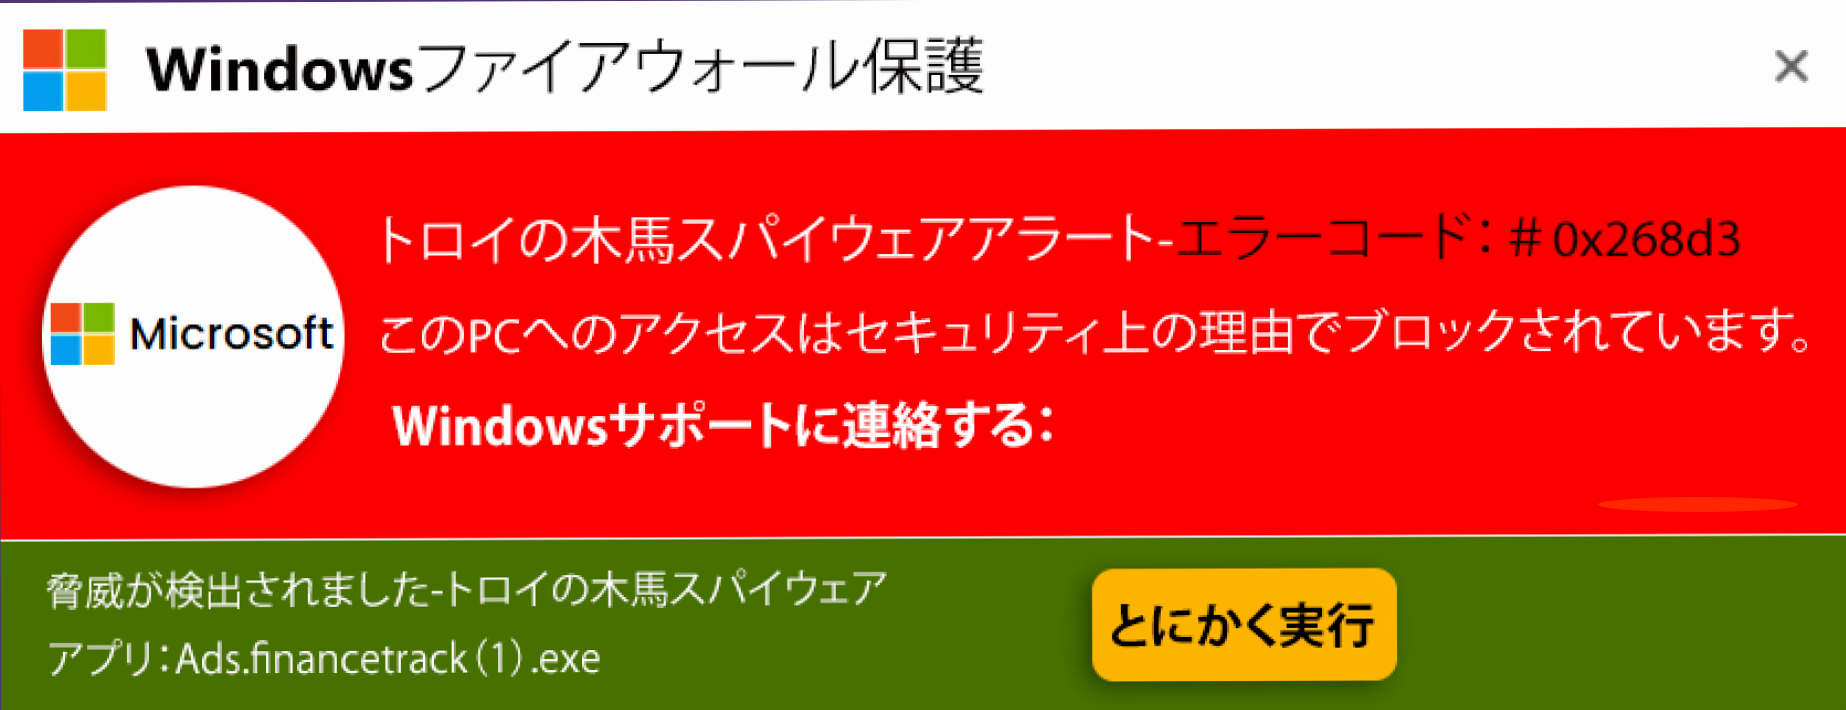 Windowsファイアウォール保護
トロイの木馬スパイウェアアラート-エラーコード：＃0x268d3
Microsoft
このPCへのアクセスはセキュリティ上の理由でブロックされています。
Windowsサポートに連絡する：
脅威が検出されました-トロイの木馬スパイウェア
アプリ：Ads.financetrack（1）.exe
とにかく実行